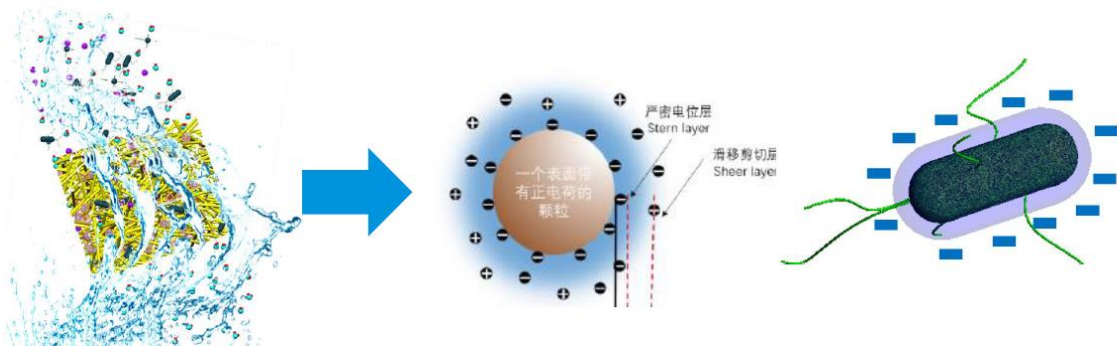 严密电位层
Stern layer
滑移剪切层
Sheer layer
一个表面带
有正电荷的
颗粒